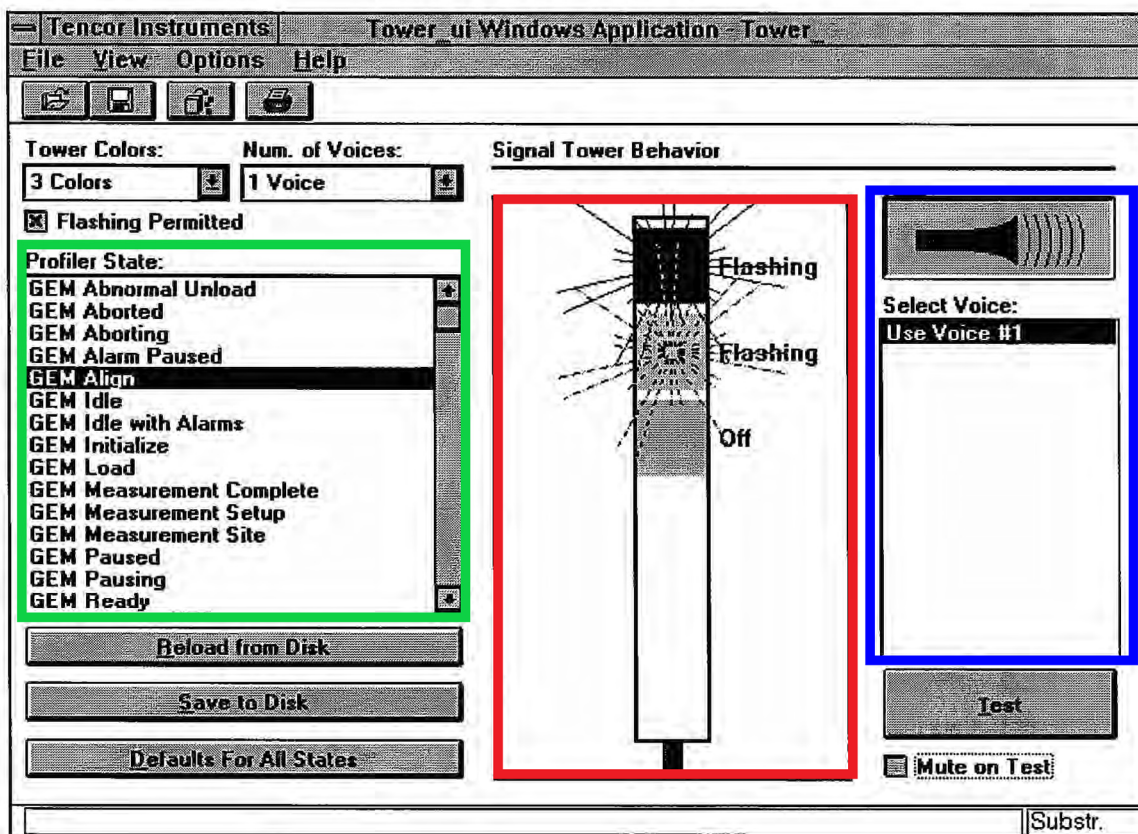 Tencor Instruments
Tower_ui Windows Application - Tower_
File View Options Help
Tower Colors: Num. of Voices:
3 Colors 1 Voice
Flashing Permitted
Profiler State:
GEM Abnormal Unload
GEM Aborted
GEM Aborting
GEM Alarm Paused
GEM Align
GEM Idle
GEM Idle with Alarms
GEM Initialize
GEM Load
GEM Measurement Complete
GEM Measurement Setup
GEM Measurement Site
GEM Paused
GEM Pausing
GEM Ready
Reload from Disk
Save to Disk
Defaults For All States
Signal Tower Behavior
Flashing
Flashing
Off
Select Voice:
Use Voice #1
Test
Mute on Test
Substr.